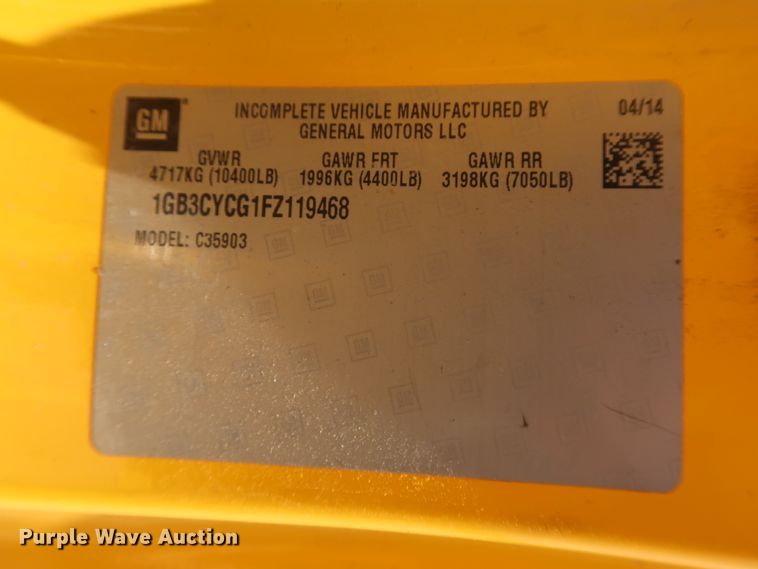 GM
INCOMPLETE VEHICLE MANUFACTURED BY
GENERAL MOTORS LLC
04/14
GVWR GAWR FRT GAWR RR
4717KG (10400LB) 1996KG (4400LB) 3198KG (7050LB)
1GB3CYCG1FZ119468
MODEL: C35903
Purple Wave Auction